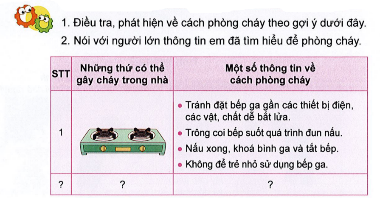 1. Điều tra, phát hiện về cách phòng cháy theo gợi ý dưới đây.
2. Nói với người lớn thông tin em đã tìm hiểu để phòng cháy.
STT
Những thứ có thể
gây cháy trong nhà
Một số thông tin về
cách phòng cháy
1
• Tránh đặt bếp ga gần các thiết bị điện,
các vật, chất dễ bắt lửa.
• Trông coi bếp suốt quá trình đun nấu.
• Nấu xong, khoá bình ga và tắt bếp.
• Không để trẻ nhỏ sử dụng bếp ga.
? ? ?